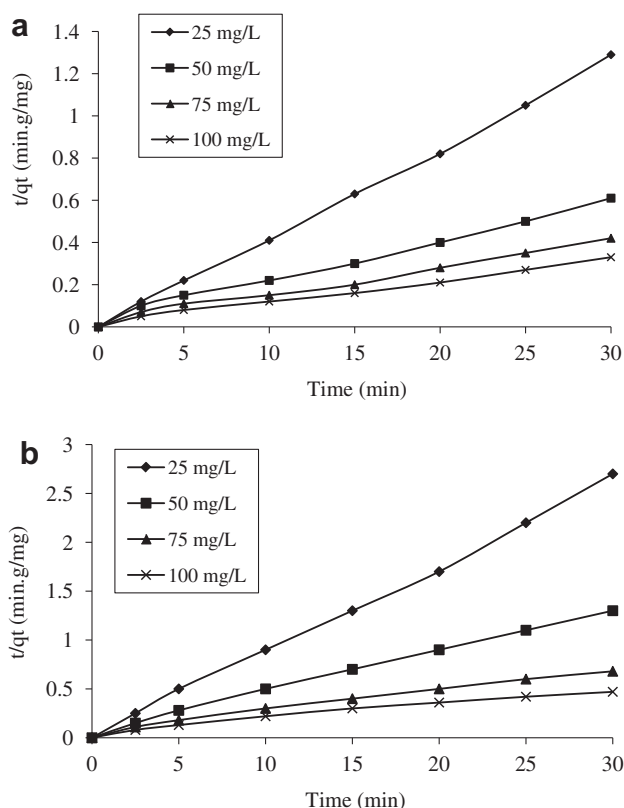 a
1.4
1.2
1
0.8
0.6
0.4
0.2
0
t/qt (min.g/mg)
25 mg/L
50 mg/L
75 mg/L
100 mg/L
0 5 10 15 20 25 30
Time (min)
b
3
2.5
2
1.5
1
0.5
0
t/qt (min.g/mg)
25 mg/L
50 mg/L
75 mg/L
100 mg/L
0 5 10 15 20 25 30
Time (min)